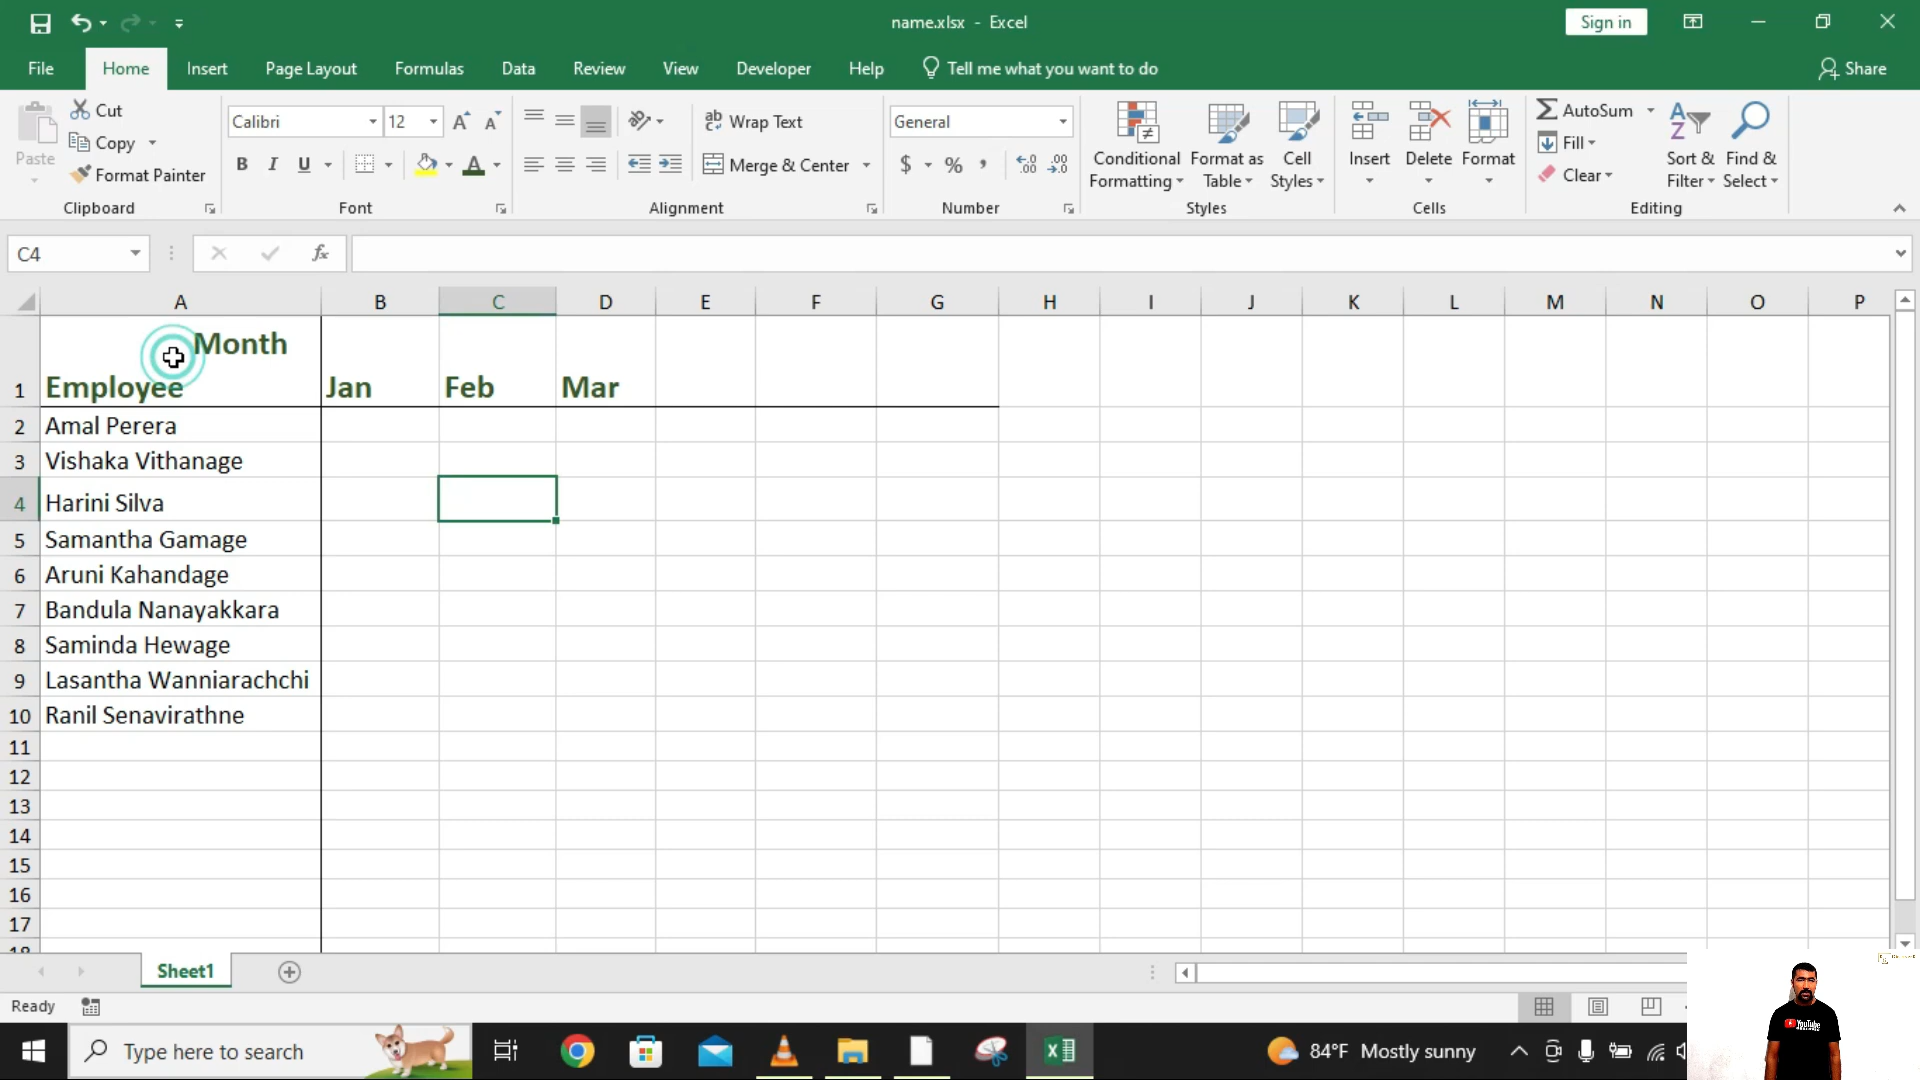 name.xlsx - Excel
Sign in
File Home Insert Page Layout Formulas Data Review View Developer Help Tell me what you want to do Share
Paste
Cut
Copy
Format Painter
Clipboard
Calibri 12
B I U
Font
Wrap Text
Merge & Center
Alignment
General
$ % ,
Number
Conditional Formatting
Format as Table
Cell Styles
Styles
Insert Delete Format
Cells
AutoSum
Fill
Clear
Sort & Filter
Find & Select
Editing
C4 fx
A B C D E F G H I J K L M N O P
Month
1 Employee Jan Feb Mar
2 Amal Perera
3 Vishaka Vithanage
4 Harini Silva
5 Samantha Gamage
6 Aruni Kahandage
7 Bandula Nanayakkara
8 Saminda Hewage
9 Lasantha Wanniarachchi
10 Ranil Senavirathne
11
12
13
14
15
16
17
18
Sheet1
Ready
Type here to search
84°F Mostly sunny
YouTube